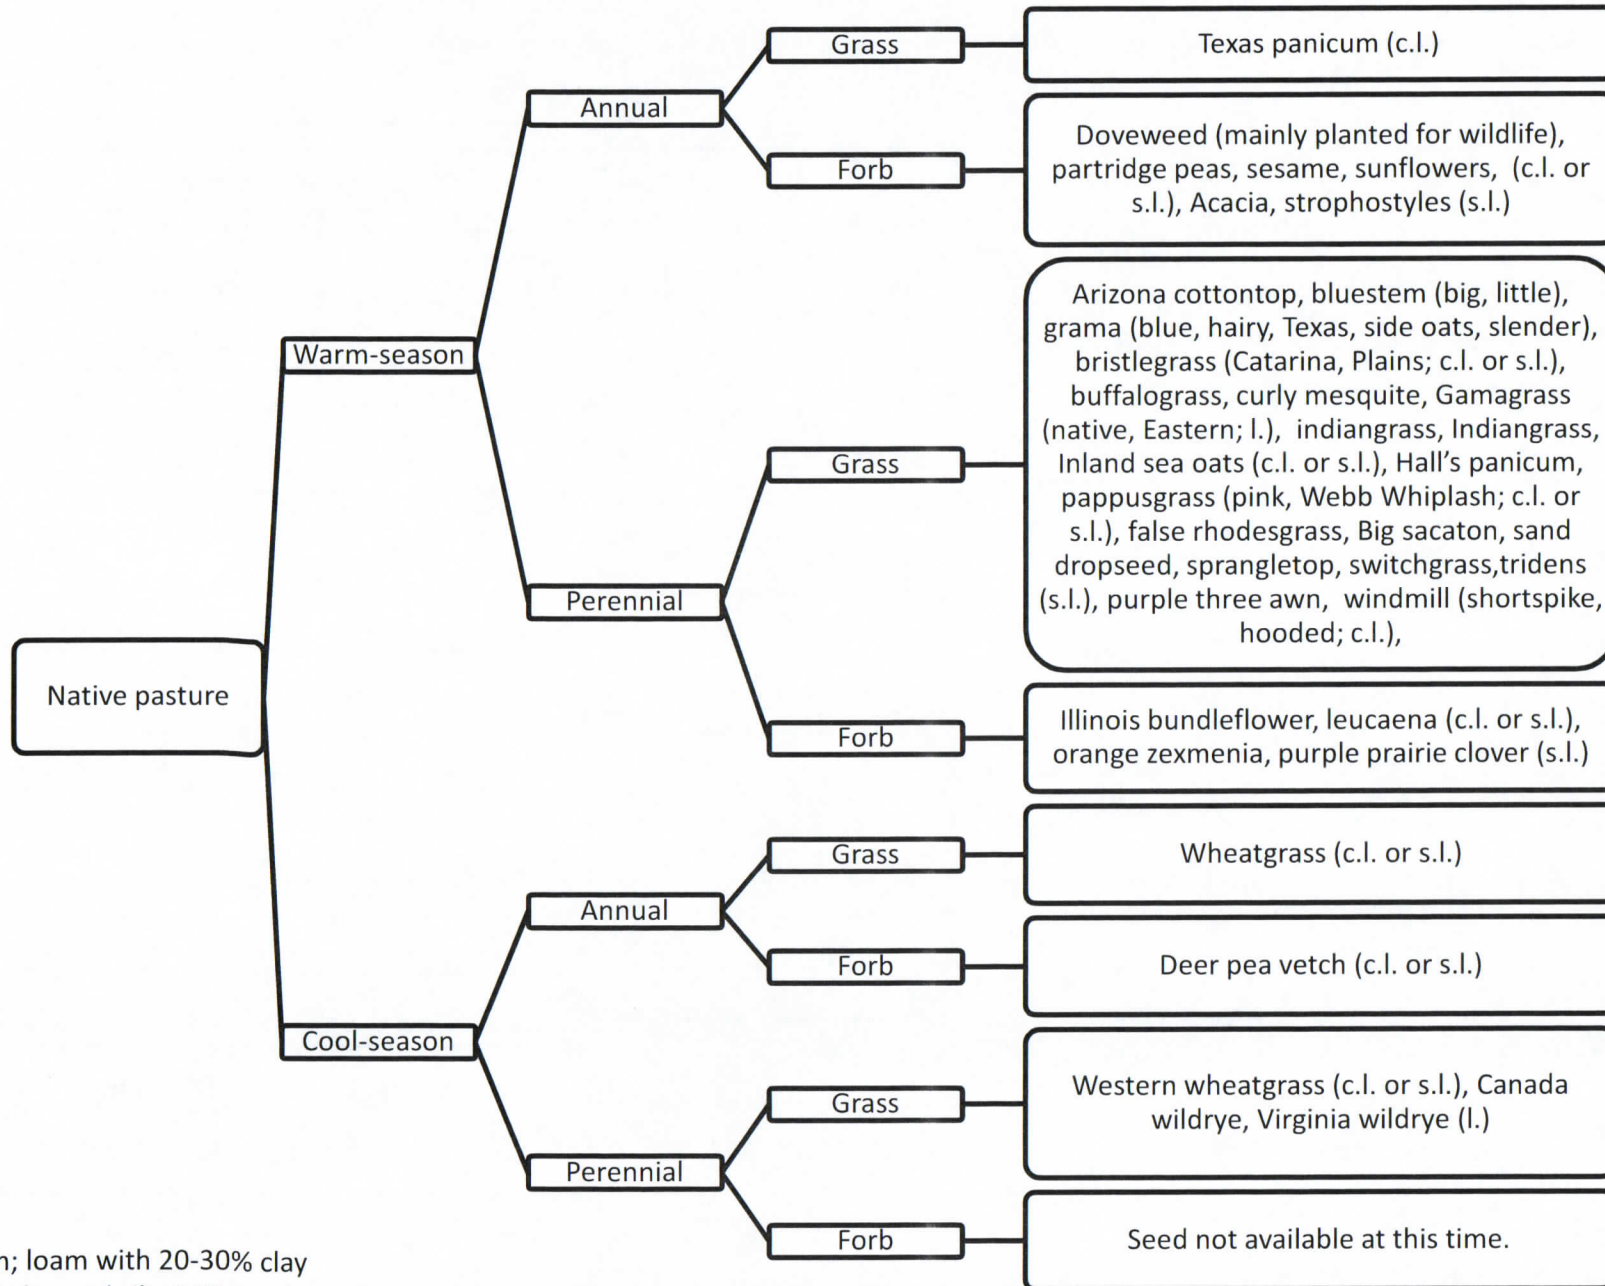 Grass
Texas panicum (c.l.)
Annual
Forb
Doveweed (mainly planted for wildlife),
partridge peas, sesame, sunflowers, (c.l. or
s.l.), Acacia, strophostyles (s.l.)
Warm-season
Grass
Arizona cottontop, bluestem (big, little),
grama (blue, hairy, Texas, side oats, slender),
bristlegrass (Catarina, Plains; c.l. or s.l.),
buffalograss, curly mesquite, Gamagrass
(native, Eastern; l.), indiangrass, Indiangrass,
Inland sea oats (c.l. or s.l.), Hall's panicum,
pappusgrass (pink, Webb Whiplash; c.l. or
s.l.), false rhodesgrass, Big sacaton, sand
dropseed, sprangletop, switchgrass,tridens
(s.l.), purple three awn, windmill (shortspike,
hooded; c.l.),
Perennial
Forb
Illinois bundleflower, leucaena (c.l. or s.l.),
orange zexmenia, purple prairie clover (s.l.)
Native pasture
Grass
Wheatgrass (c.l. or s.l.)
Annual
Forb
Deer pea vetch (c.l. or s.l.)
Cool-season
Grass
Western wheatgrass (c.l. or s.l.), Canada
wildrye, Virginia wildrye (l.)
Perennial
Forb
Seed not available at this time.
; loam with 20-30% clay